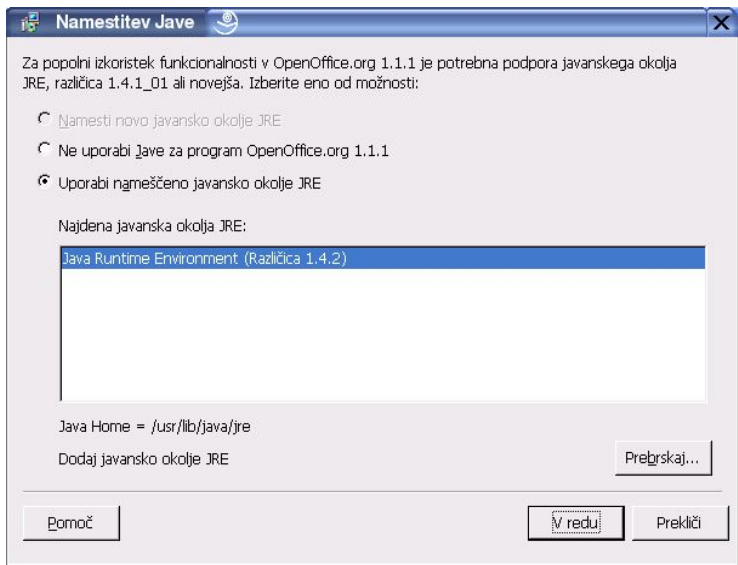 Namestitev Jave
Za popolni izkoristek funkcionalnosti v OpenOffice.org 1.1.1 je potrebna podpora javanskega okolja
JRE, različica 1.4.1_01 ali novejša. Izberite eno od možnosti:
Namesti novo javansko okolje JRE
Ne uporabi Jave za program OpenOffice.org 1.1.1
Uporabi nameščeno javansko okolje JRE
Najdena javanska okolja JRE:
Java Runtime Environment (Različica 1.4.2)
Java Home = /usr/lib/java/jre
Dodaj javansko okolje JRE
Prebrskaj...
Pomoč
V redu
Prekliči